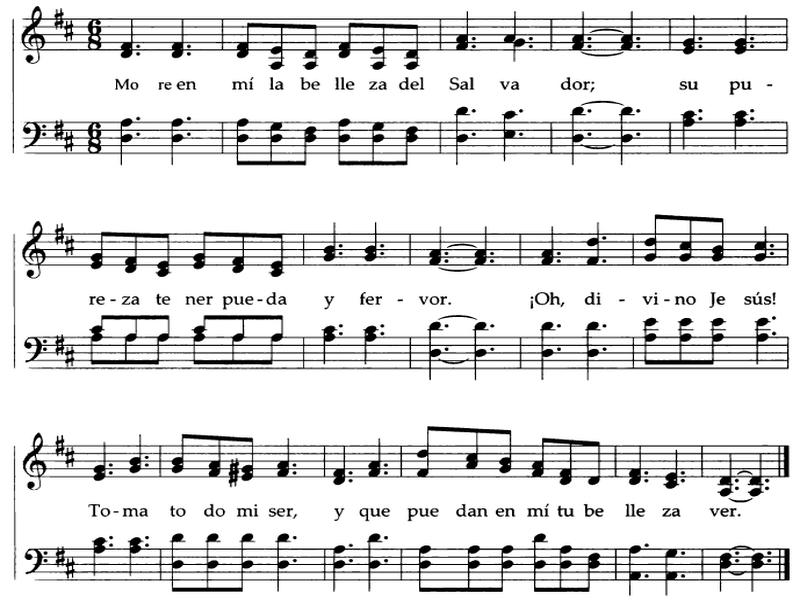 6 8
Mo re en mí la be lle za del Sal va dor; su pu -
6 8
re - za te ner pue - da y fer - vor. ¡Oh, di - vi - no Je sús!
To - ma to do mi ser, y que pue dan en mí tu be lle za ver.